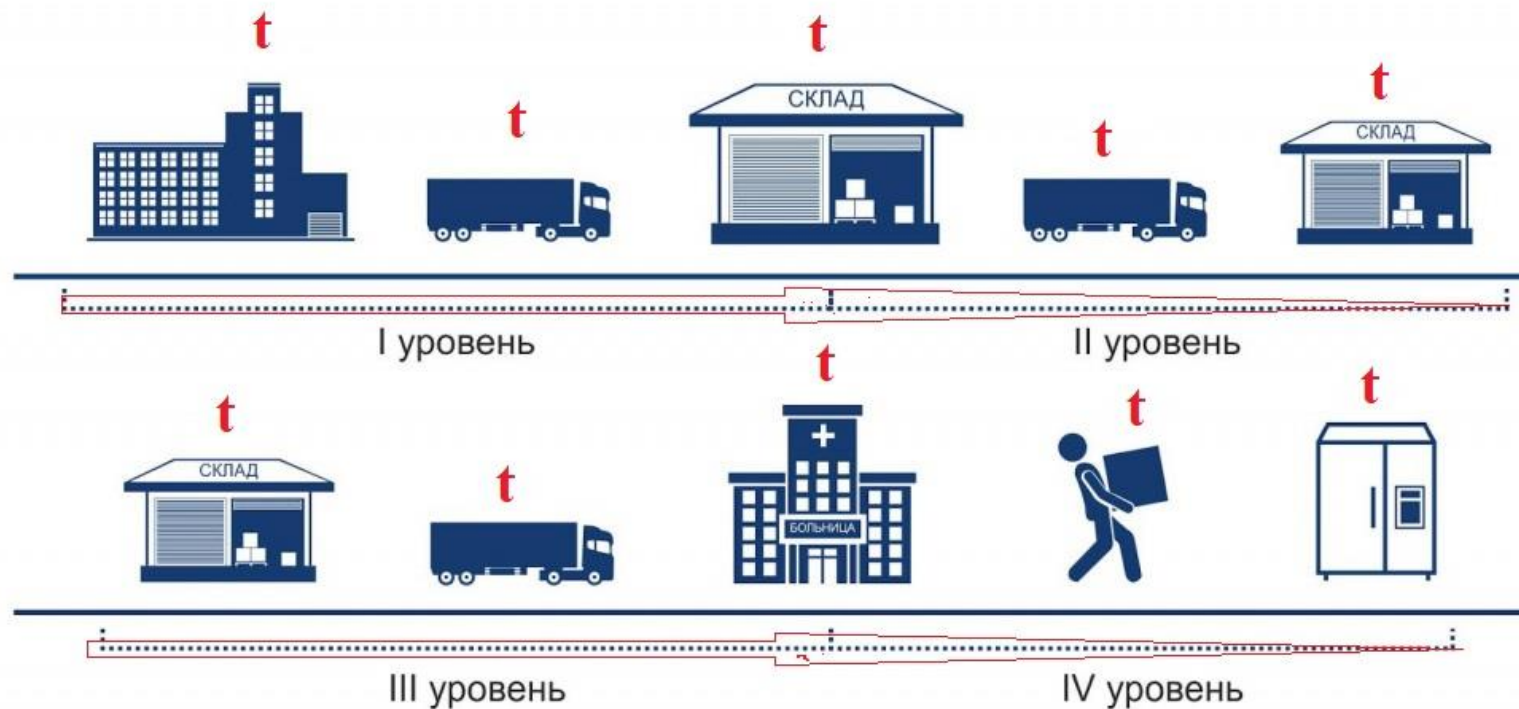 t
t
t
t
t
СКЛАД
СКЛАД
I уровень
II уровень
t
t
t
t
t
СКЛАД
БОЛЬНИЦА
III уровень
IV уровень